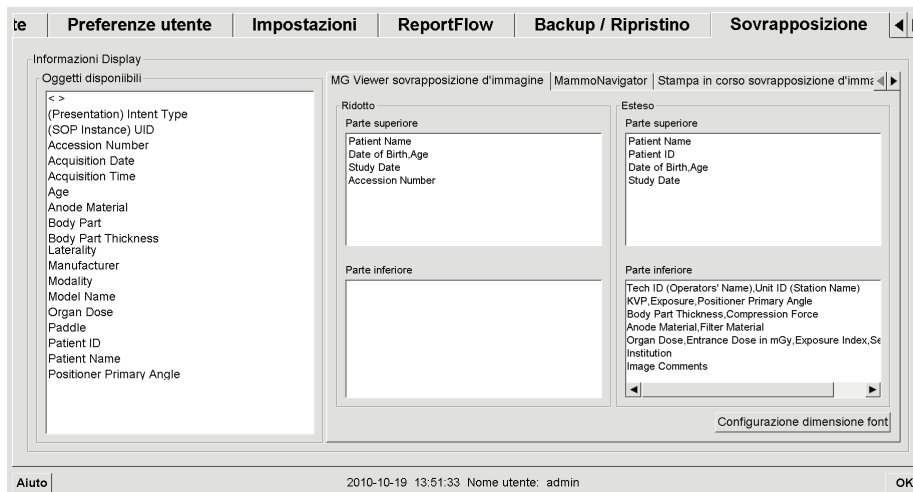 te Preferenze utente Impostazioni ReportFlow Backup / Ripristino Sovrapposizione
Informazioni Display
Oggetti disponiibili
< >
(Presentation) Intent Type
(SOP Instance) UID
Accession Number
Acquisition Date
Acquisition Time
Age
Anode Material
Body Part
Body Part Thickness
Laterality
Manufacturer
Modality
Model Name
Organ Dose
Paddle
Patient ID
Patient Name
Positioner Primary Angle
MG Viewer sovrapposizione d'immagine MammoNavigator Stampa in corso sovrapposizione d'imma
Ridotto
Parte superiore
Patient Name
Date of Birth,Age
Study Date
Accession Number
Parte inferiore
Esteso
Parte superiore
Patient Name
Patient ID
Date of Birth,Age
Study Date
Parte inferiore
Tech ID (Operators' Name),Unit ID (Station Name)
KVP,Exposure,Positioner Primary Angle
Body Part Thickness,Compression Force
Anode Material,Filter Material
Organ Dose,Entrance Dose in mGy,Exposure Index,Se
Institution
Image Comments
Configurazione dimensione font
Aiuto 2010-10-19 13:51:33 Nome utente: admin OK